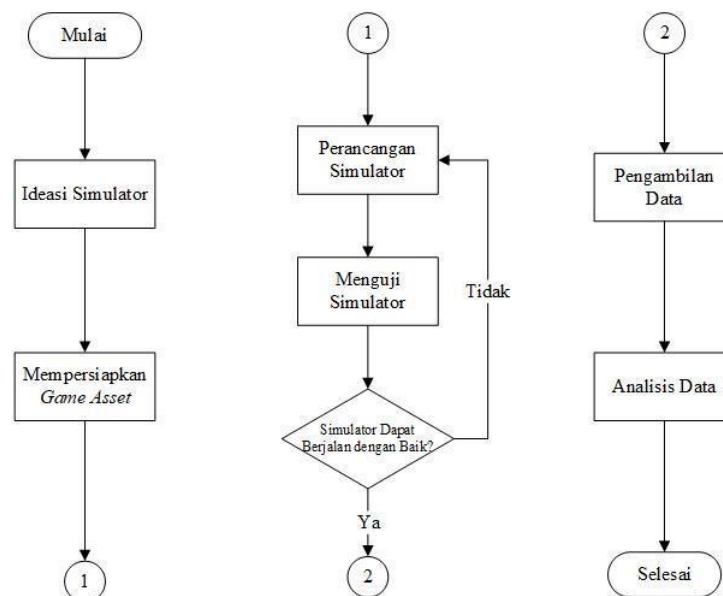 Mulai
Ideasi Simulator
Mempersiapkan
Game Asset
1
1
Perancangan
Simulator
Menguji
Simulator
Tidak
Simulator Dapat
Berjalan dengan Baik?
Ya
2
2
Pengambilan
Data
Analisis Data
Selesai